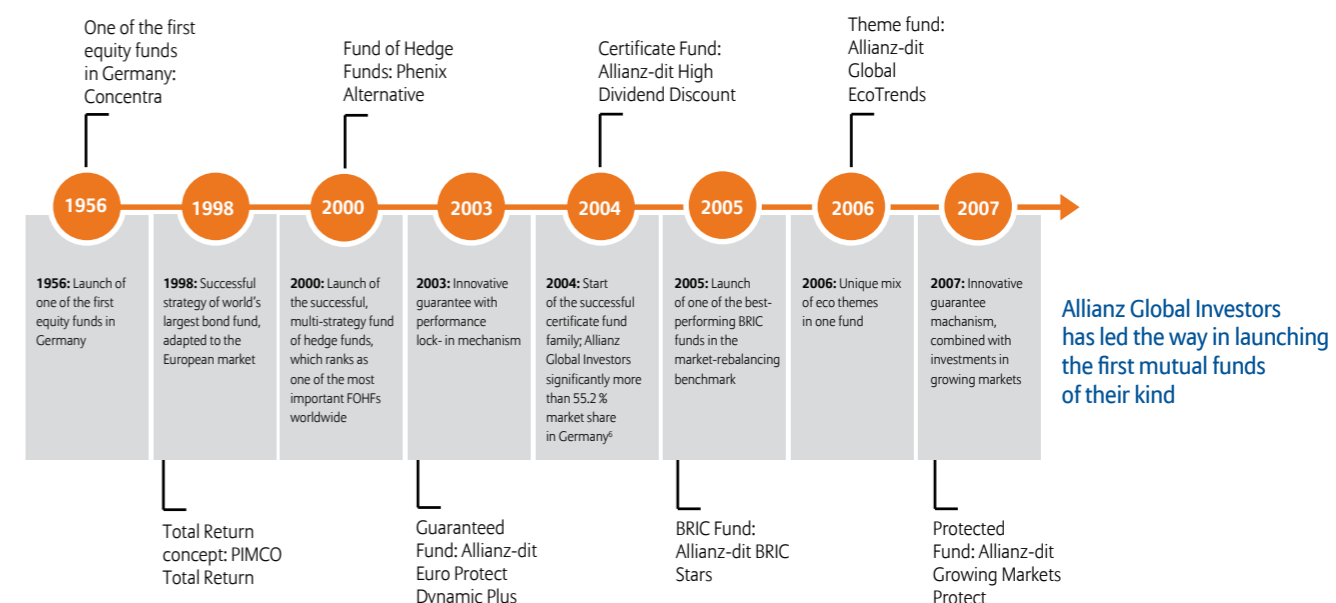 One of the first
equity funds
in Germany:
Concentra
Fund of Hedge
Funds: Phenix
Alternative
Certificate Fund:
Allianz-dit High
Dividend Discount
Theme fund:
Allianz-dit
Global
EcoTrends
1956
1998
2000
2003
2004
2005
2006
2007
1956: Launch of
one of the first
equity funds in
Germany
1998: Successful
strategy of world's
largest bond fund,
adapted to the
European market
2000: Launch of
the successful,
multi-strategy fund
of hedge funds,
which ranks as
one of the most
important FOHFs
worldwide
2003: Innovative
guarantee with
performance
lock- in mechanism
2004: Start
of the successful
certificate fund
family; Allianz
Global Investors
significantly more
than 55.2 %
market share
in Germany⁶
2005: Launch
of one of the best-
performing BRIC
funds in the
market-rebalancing
benchmark
2006: Unique mix
of eco themes
in one fund
2007: Innovative
guarantee
machanism,
combined with
investments in
growing markets
Allianz Global Investors
has led the way in launching
the first mutual funds
of their kind
Total Return
concept: PIMCO
Total Return
Guaranteed
Fund: Allianz-dit
Euro Protect
Dynamic Plus
BRIC Fund:
Allianz-dit BRIC
Stars
Protected
Fund: Allianz-dit
Growing Markets
Protect